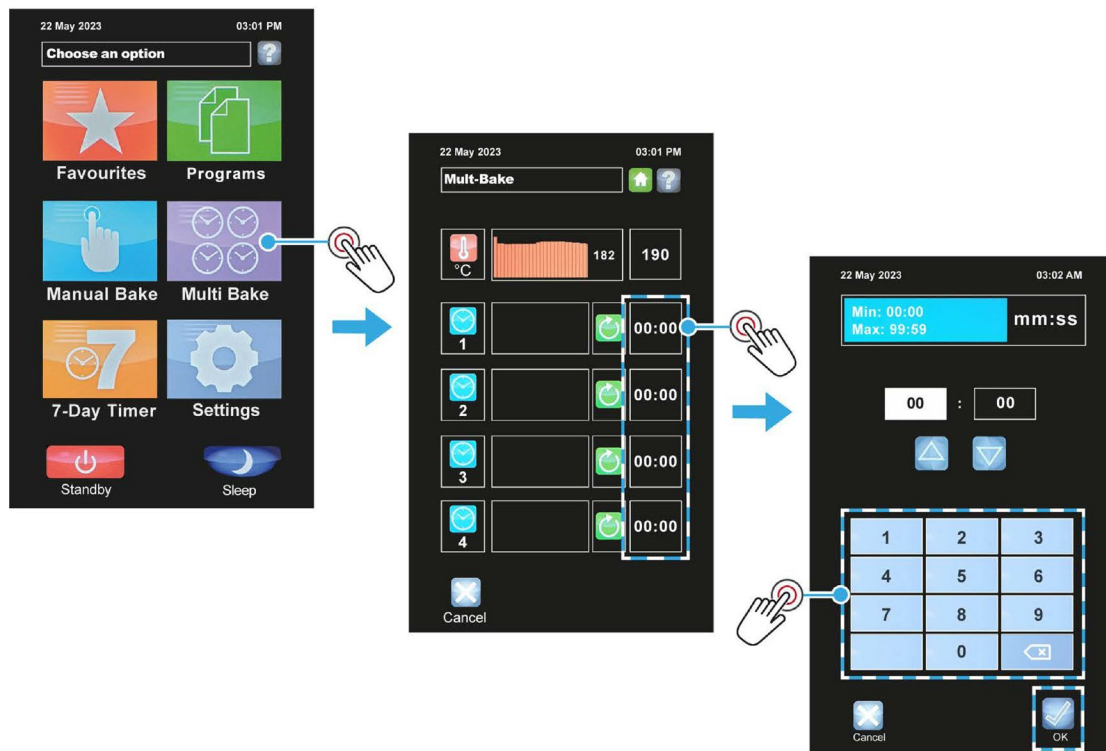 22 May 2023 03:01 PM
Choose an option ?
Favourites Programs
Manual Bake Multi Bake
7
7-Day Timer Settings
Standby Sleep
22 May 2023 03:01 PM
Mult-Bake ?
°C 182 190
1 00:00
2 00:00
3 00:00
4 00:00
Cancel
22 May 2023 03:02 AM
Min: 00:00
Max: 99:59
mm:ss
00 : 00
1 2 3
4 5 6
7 8 9
0
Cancel OK